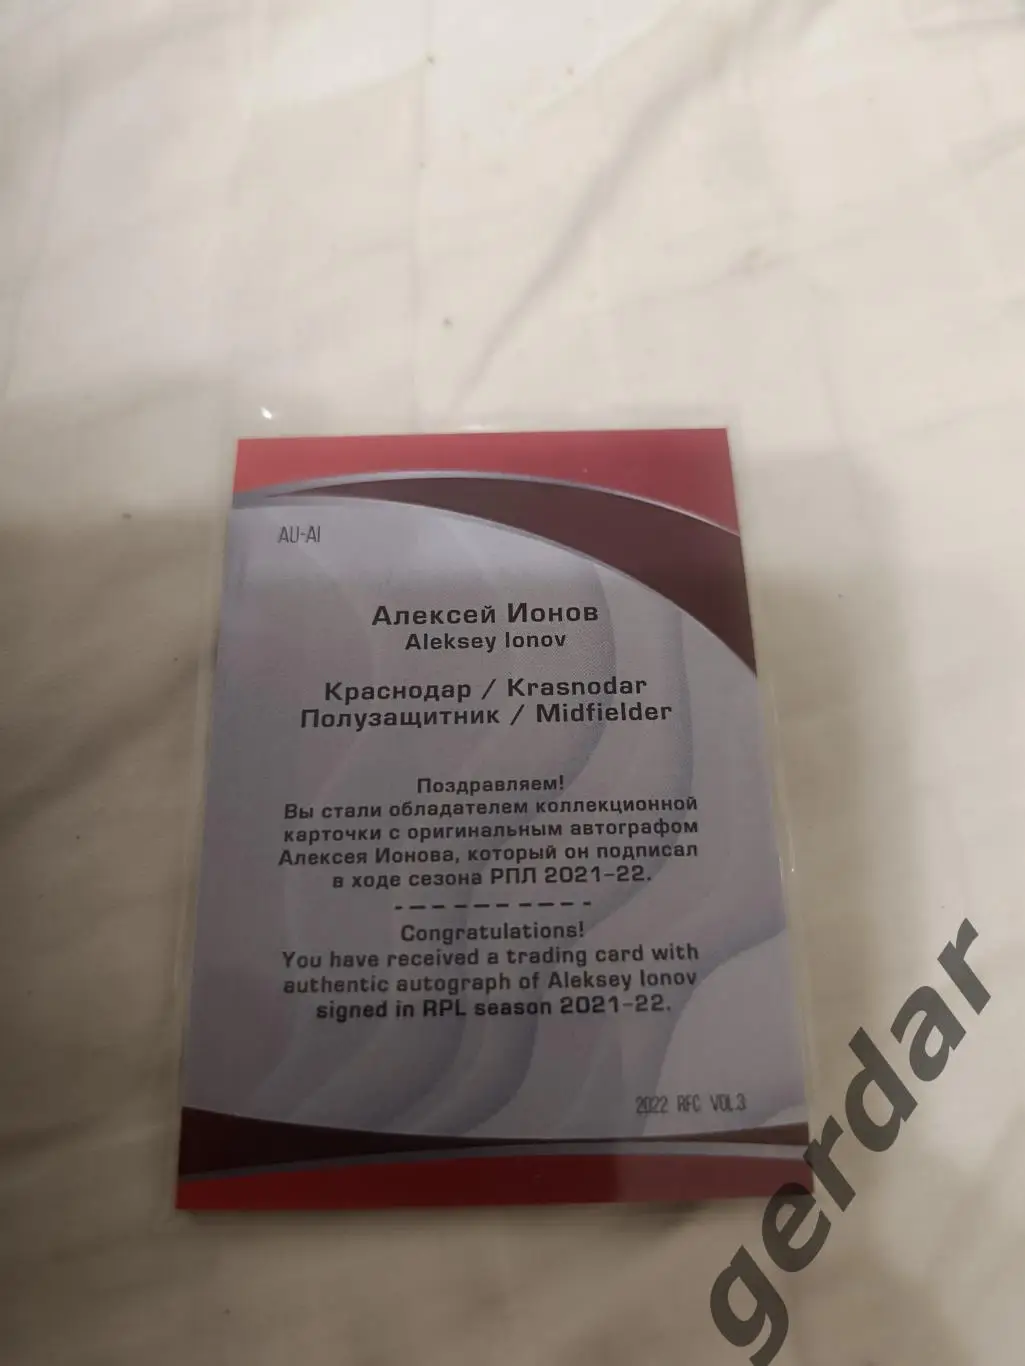 AU-AI
Алексей Ионов
Aleksey Ionov
Краснодар / Krasnodar
Полузащитник / Midfielder
Поздравляем!
Вы стали обладателем коллекционной
карточки с оригинальным автографом
Алексея Ионова, который он подписал
в ходе сезона РПЛ 2021-22.
- - - - - - - - - -
Congratulations!
You have received a trading card with
authentic autograph of Aleksey Ionov
signed in RPL season 2021-22.
2022 RFC VOL3
gerdar